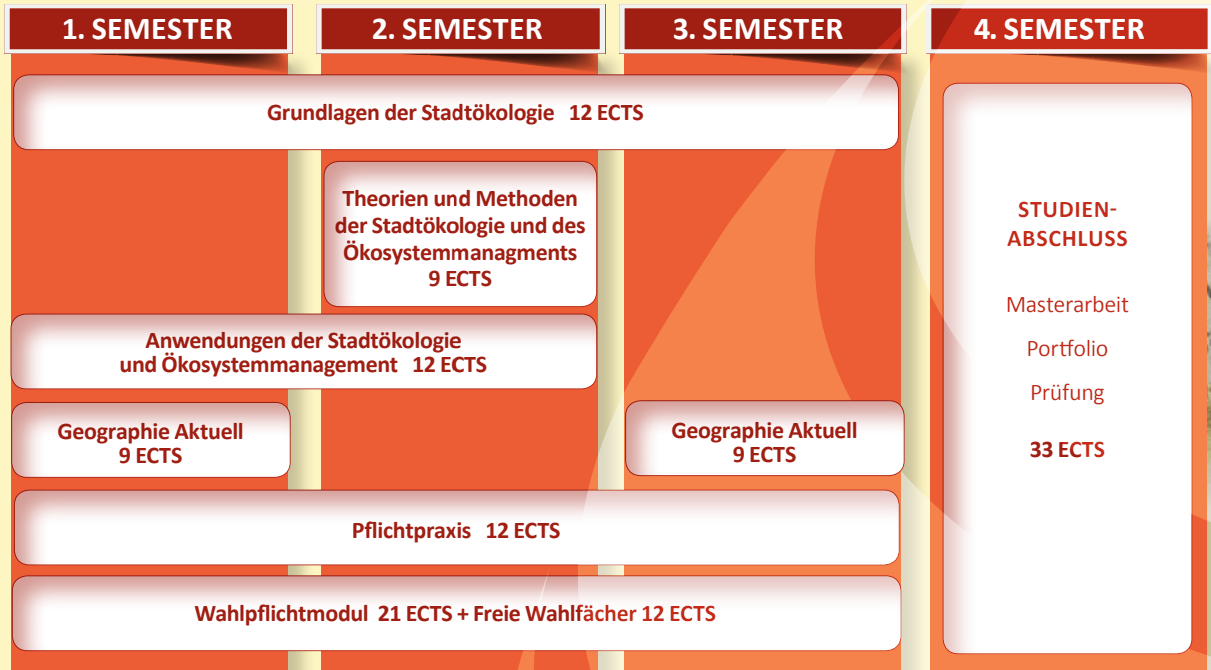 1. SEMESTER
2. SEMESTER
3. SEMESTER
4. SEMESTER
Grundlagen der Stadtökologie 12 ECTS
Theorien und Methoden
der Stadtökologie und des
Ökosystemmanagments
9 ECTS
Anwendungen der Stadtökologie
und Ökosystemmanagement 12 ECTS
Geographie Aktuell
9 ECTS
Geographie Aktuell
9 ECTS
Pflichtpraxis 12 ECTS
Wahlpflichtmodul 21 ECTS + Freie Wahlfächer 12 ECTS
STUDIEN-
ABSCHLUSS
Masterarbeit
Portfolio
Prüfung
33 ECTS